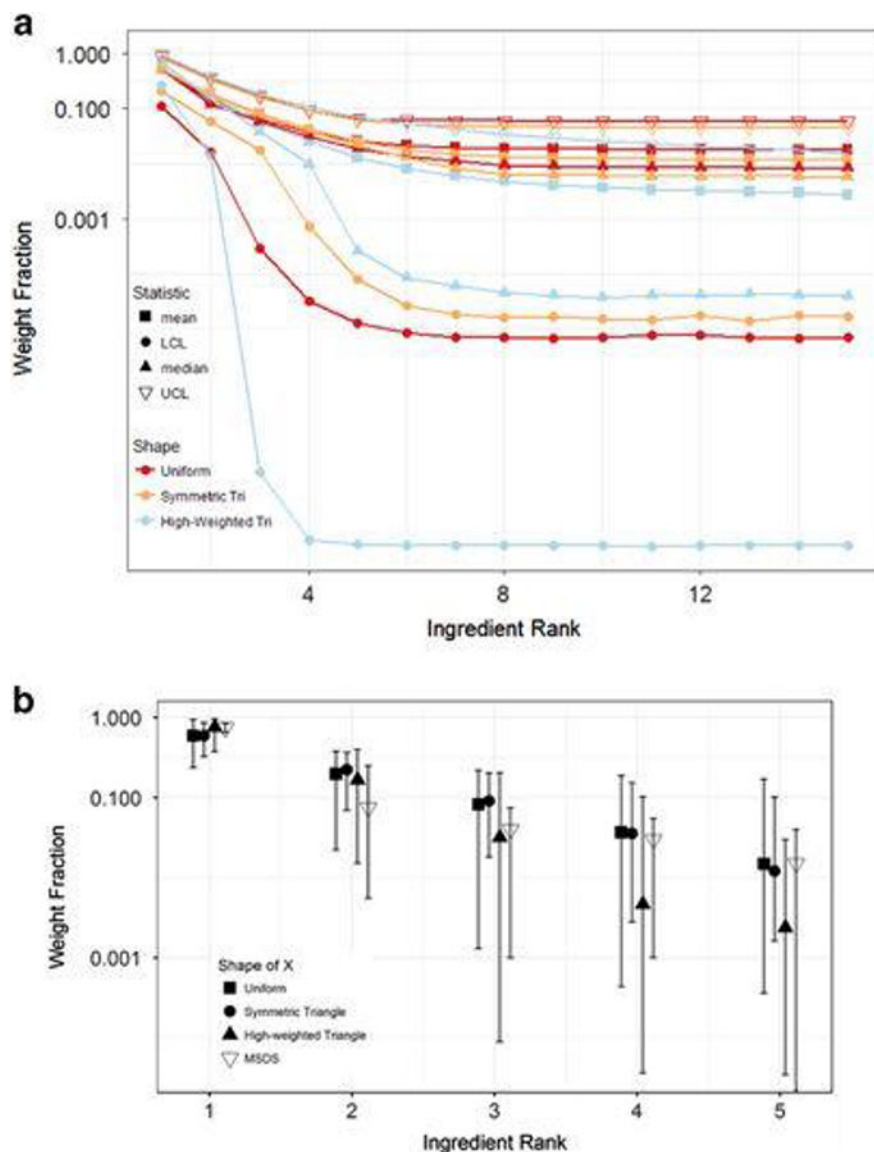 a
1.000
0.100
0.001
Weight Fraction
Statistic
mean
LCL
median
UCL
Shape
Uniform
Symmetric Tri
High-Weighted Tri
4 8 12
Ingredient Rank
b
1.000
0.100
0.001
Weight Fraction
Shape of X
Uniform
Symmetric Triangle
High-weighted Triangle
MSDS
1 2 3 4 5
Ingredient Rank